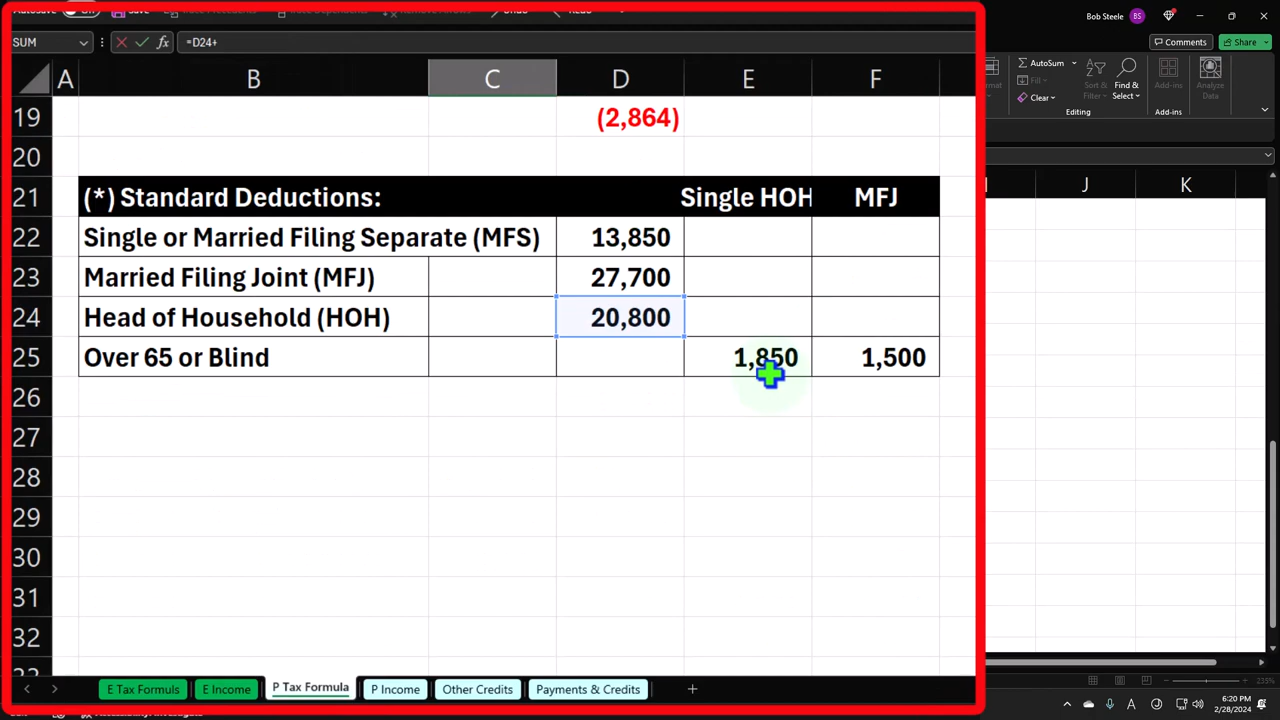 Save
Bob Steele BS
SUM =D24+
Comments Share
AutoSum
Fill
Clear
Sort & Filter Find & Select Add-ins Analyze Data
Editing Add-ins
A B C D E F J K
19 (2,864)
20
21 (*) Standard Deductions: Single HOH MFJ
22 Single or Married Filing Separate (MFS) 13,850
23 Married Filing Joint (MFJ) 27,700
24 Head of Household (HOH) 20,800
25 Over 65 or Blind 1,850 1,500
26
27
28
29
30
31
32
E Tax Formuls E Income P Tax Formula P Income Other Credits Payments & Credits
235%
6:20 PM
2/28/2024